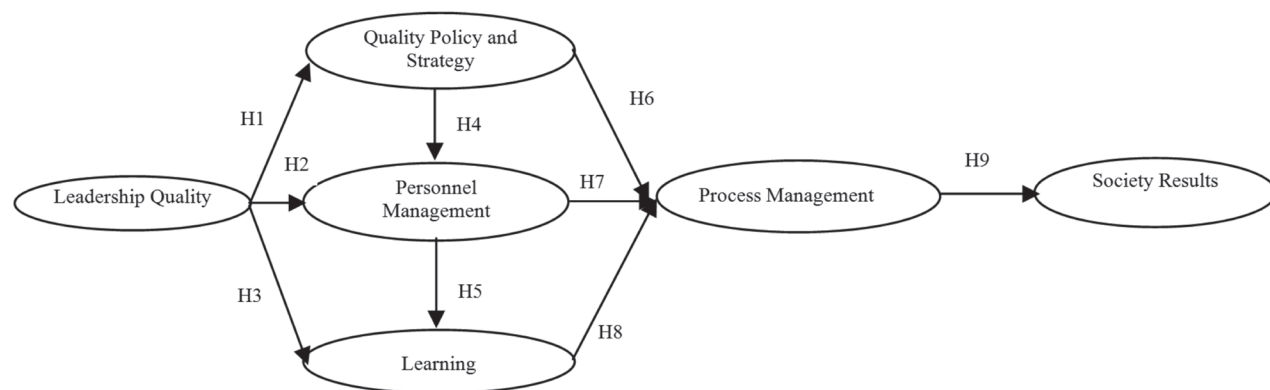 Quality Policy and
Strategy
H6
H1
H4
H2
H7
H9
Leadership Quality
Personnel
Management
Process Management
Society Results
H3
H5
H8
Learning